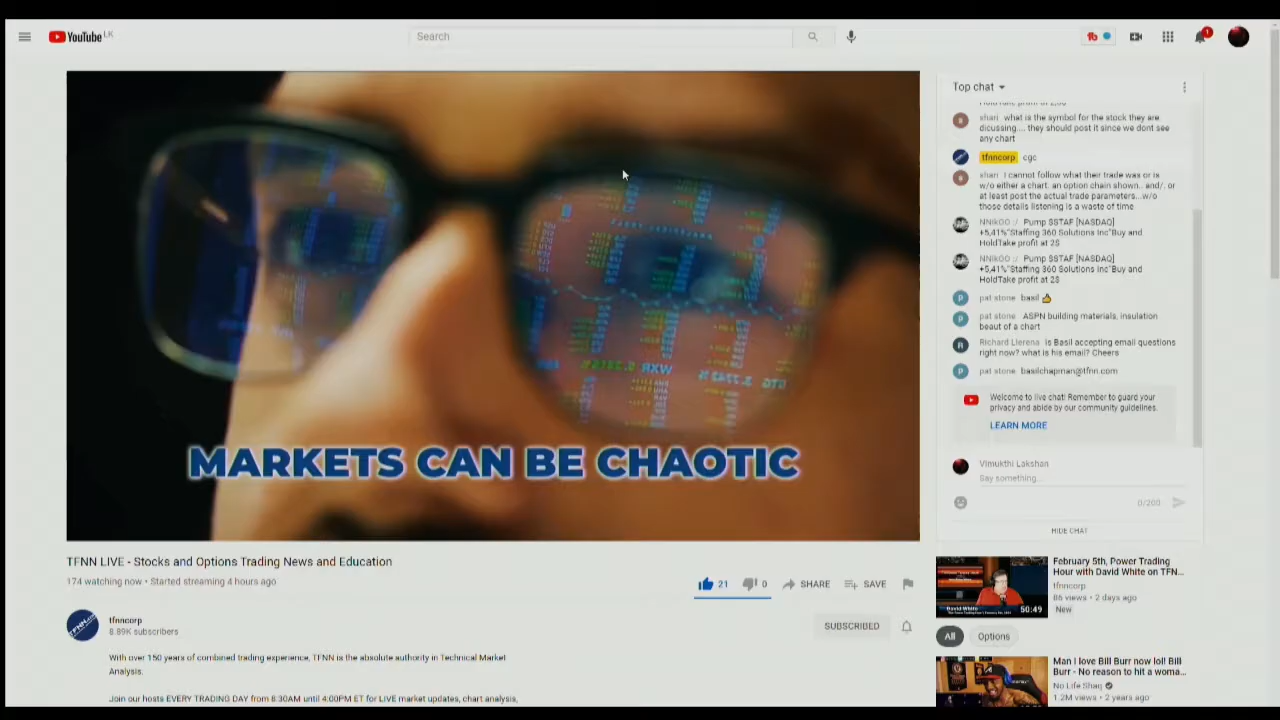 YouTube LK
Search
1
Top chat
shari what is the symbol for the stock they are
dicussing.... they should post it since we dont see
any chart
tfnncorp cgc
shari I cannot follow what their trade was or is
w/o either a chart. an option chain shown.. and/. or
at least post the actual trade parameters...w/o
those details listening is a waste of time
NNIKOO :/ Pump $STAF [NASDAQ]
+5,41%"Staffing 360 Solutions Inc"Buy and
HoldTake profit at 2$
NNIKOO :/ Pump $STAF [NASDAQ]
+5,41%"Staffing 360 Solutions Inc"Buy and
HoldTake profit at 2$
pat stone basil 👍
pat stone ASPN building materials, insulation
beaut of a chart
Richard Llerena is Basil accepting email questions
right now? what is his email? Cheers
pat stone basilchapman@tfnn.com
Welcome to live chat! Remember to guard your
privacy and abide by our community guidelines.
LEARN MORE
Vimukthi Lakshan
Say something...
0/200
HIDE CHAT
MARKETS CAN BE CHAOTIC
TFNN LIVE - Stocks and Options Trading News and Education
174 watching now • Started streaming 4 hours ago
21 0 SHARE SAVE
tfnncorp
8.89K subscribers
SUBSCRIBED
With over 150 years of combined trading experience, TFNN is the absolute authority in Technical Market
Analysis.
Join our hosts EVERY TRADING DAY from 8:30AM until 4:00PM ET for LIVE market updates, chart analysis,
February 5th, Power Trading
Hour with David White on TFN...
tfnncorp
86 views • 2 days ago
New
David White
50:49
All Options
Man I love Bill Burr now lol! Bill
Burr - No reason to hit a woma...
No Life Shaq
1.2M views • 2 years ago